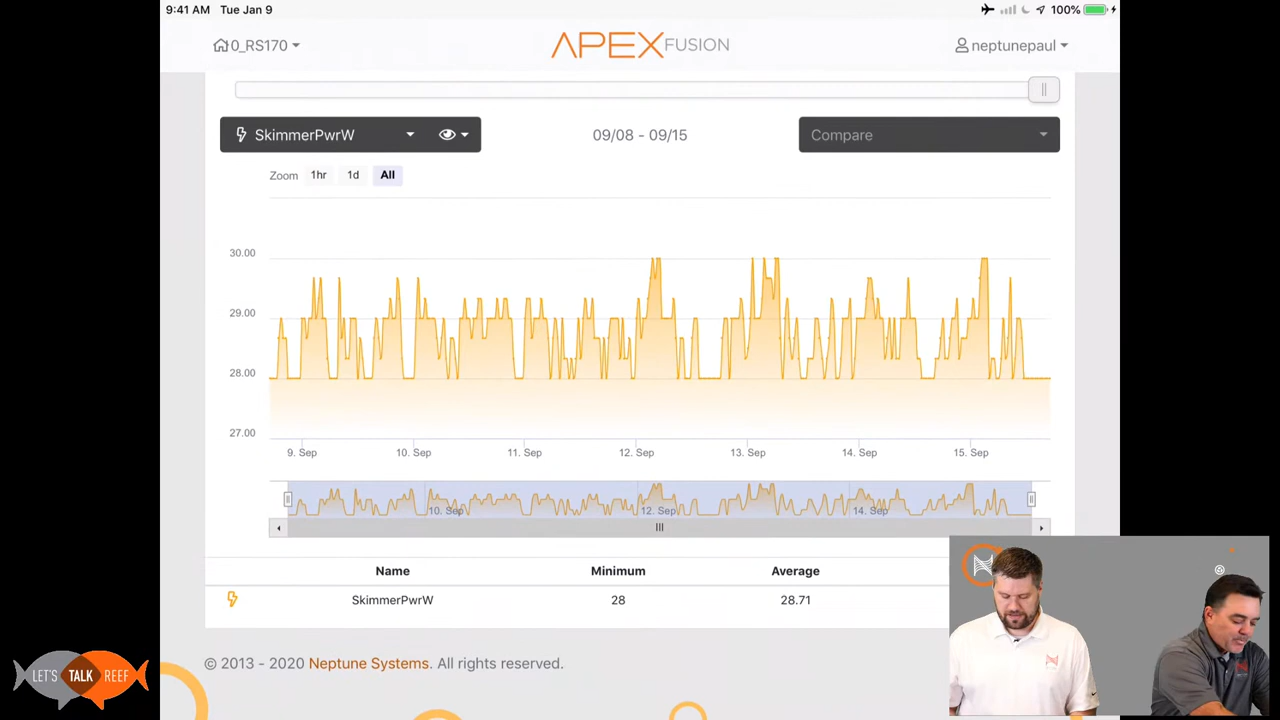 9:41 AM Tue Jan 9 100%
0_RS170 APEX FUSION neptunepaul
SkimmerPwrW 09/08 - 09/15 Compare
Zoom 1hr 1d All
30.00
29.00
28.00
27.00
9. Sep 10. Sep 11. Sep 12. Sep 13. Sep 14. Sep 15. Sep
10. Sep 12. Sep 14. Sep
Name Minimum Average
SkimmerPwrW 28 28.71
© 2013 - 2020 Neptune Systems. All rights reserved.
LET'S TALK REEF